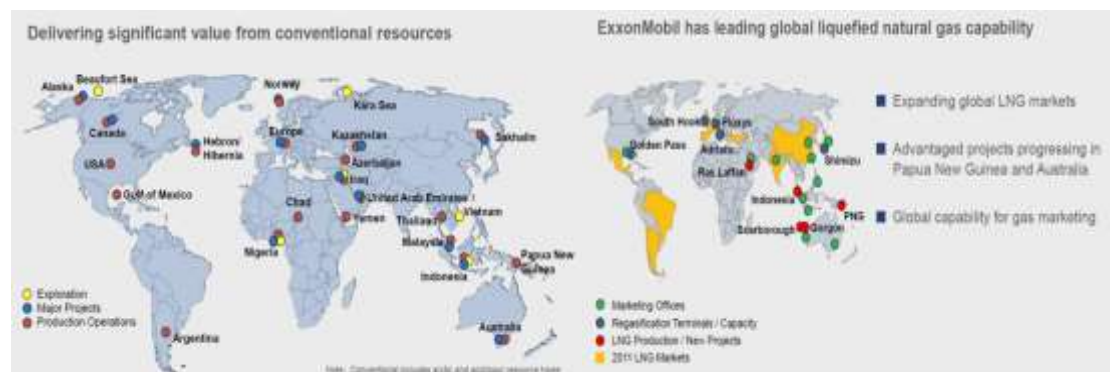 Delivering significant value from conventional resources
Beaufort Sea
Alaska
Norway
Kara Sea
Canada
Hebron/
Hibernia
Europe
Kazakhstan
Sakhalin
USA
Azerbaijan
Iraq
Gulf of Mexico
United Arab Emirates
Chad
Yemen
Thailand
Vietnam
Nigeria
Malaysia
Papua New
Guinea
Indonesia
Exploration
Major Projects
Production Operations
Argentina
Australia
ExxonMobil has leading global liquefied natural gas capability
South Hook
Adriatic
Golden Pass
Shimizu
Ras Laffan
Indonesia
PNG
Scarborough
Gorgon
Expanding global LNG markets
Advantaged projects progressing in
Papua New Guinea and Australia
Global capability for gas marketing
Marketing Offices
Regasification Terminals / Capacity
LNG Production / New Projects
2011 LNG Markets